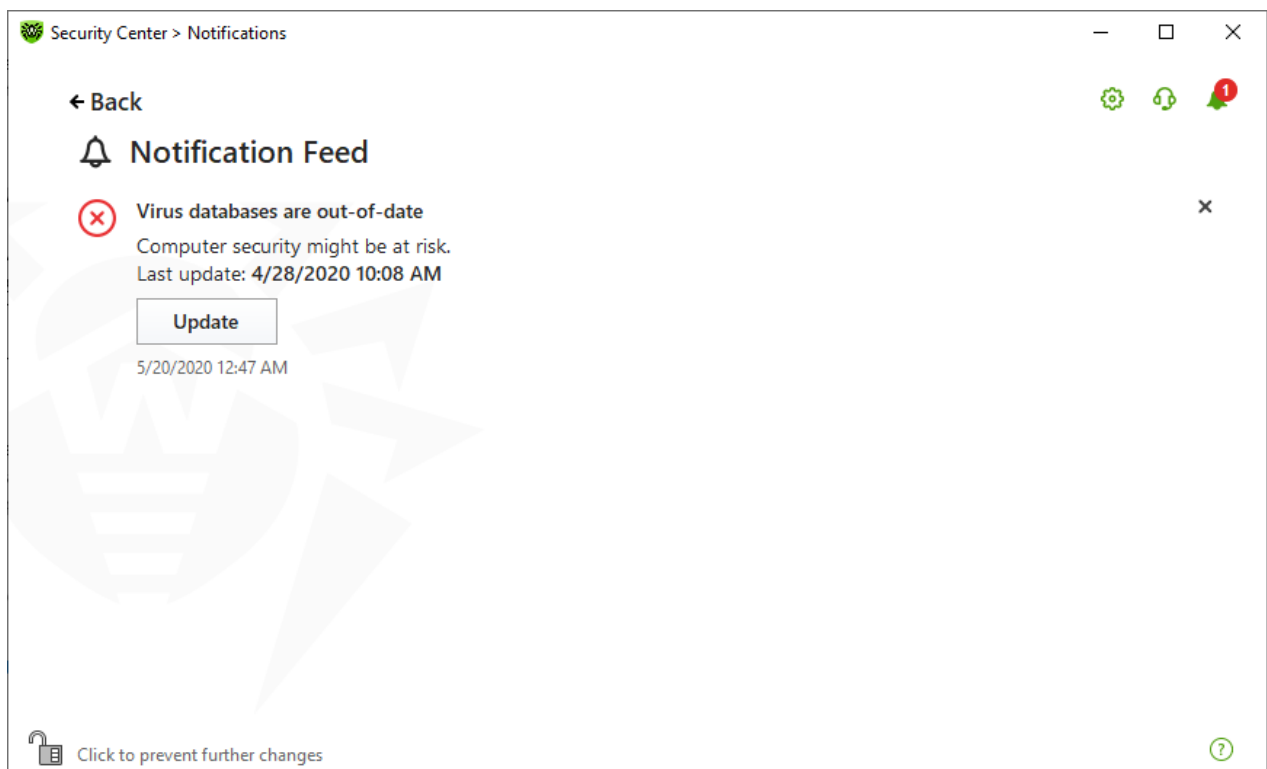 Security Center > Notifications
Back
1
Notification Feed
Virus databases are out-of-date
Computer security might be at risk.
Last update: 4/28/2020 10:08 AM
Update
5/20/2020 12:47 AM
Click to prevent further changes
?